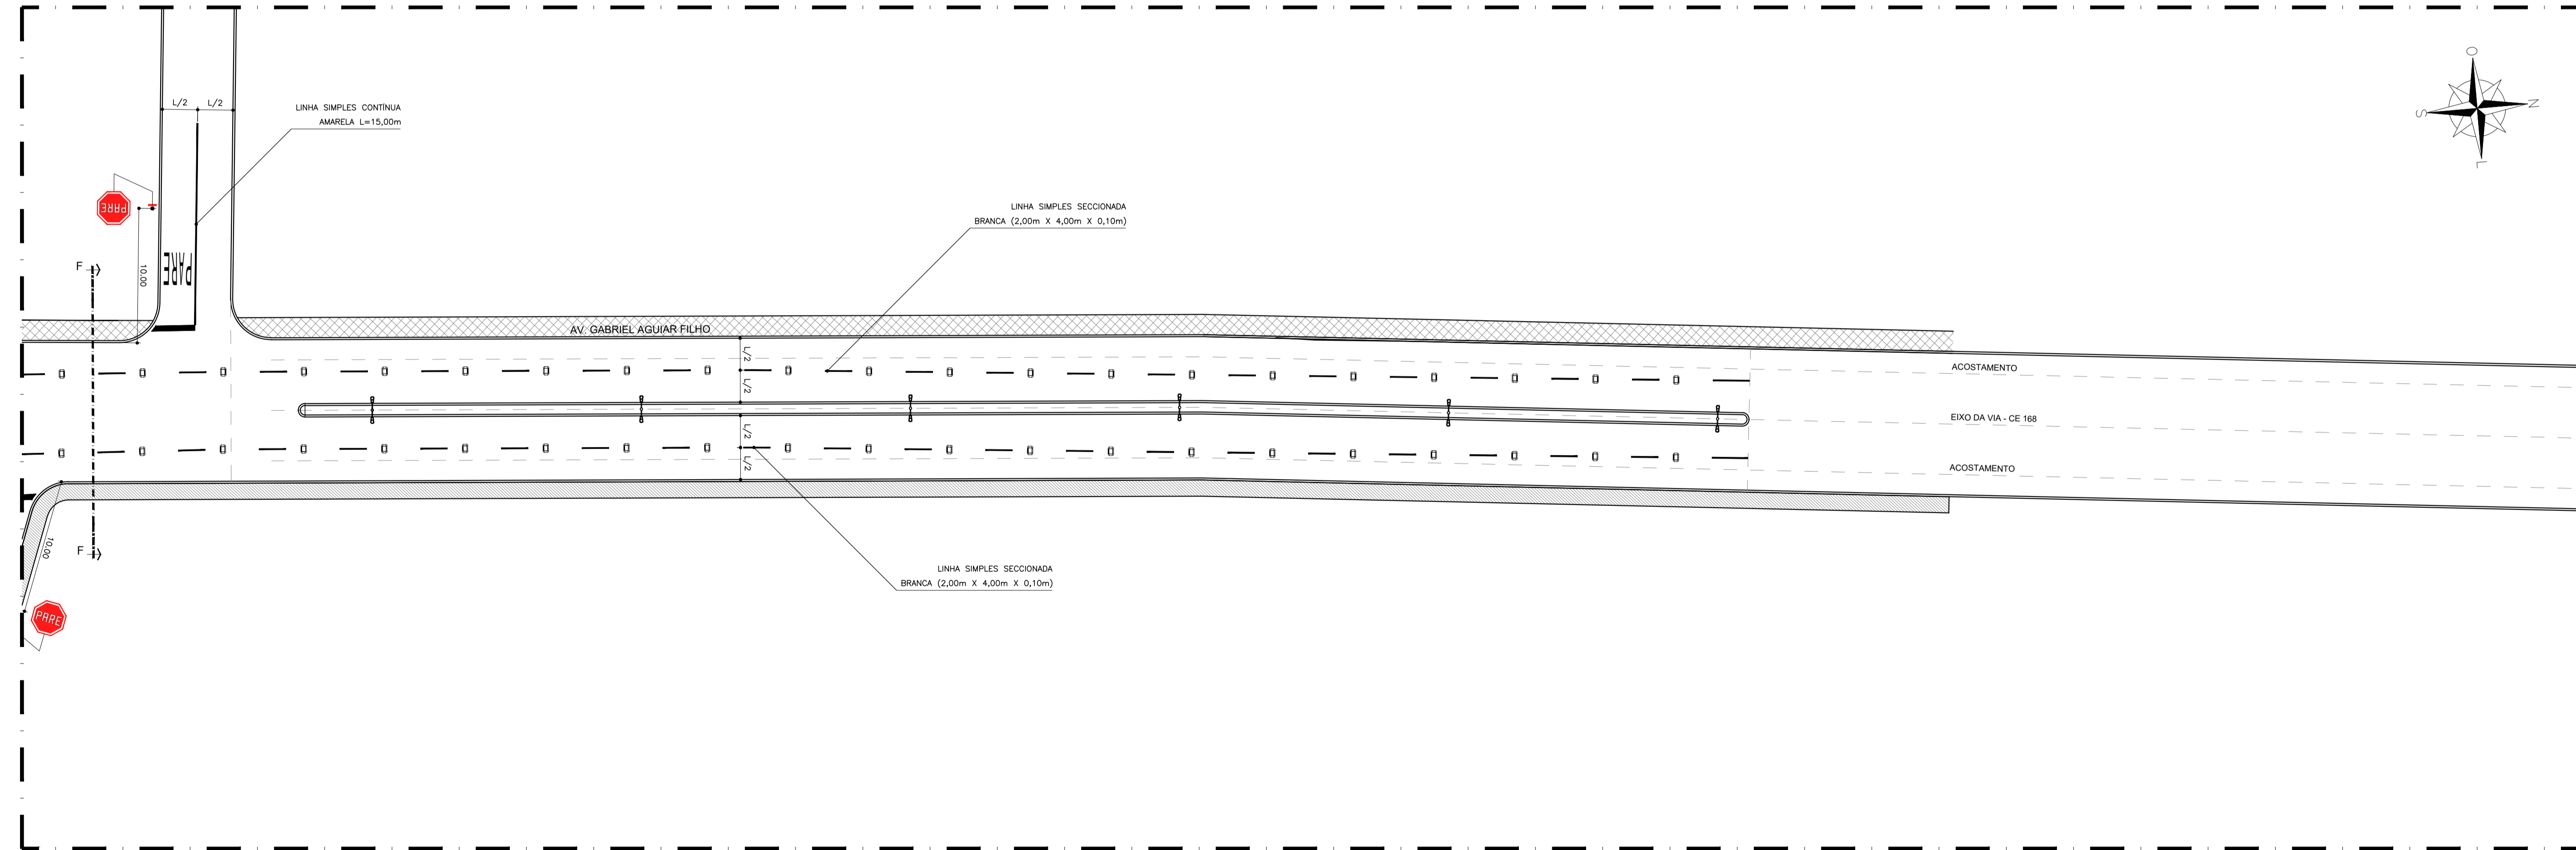 O
N
S
L
L/2
L/2
LINHA SIMPLES CONTÍNUA
AMARELA L=15,00m
PARE
LINHA SIMPLES SECCIONADA
BRANCA (2,00m X 4,00m X 0,10m)
PARE
F
10.00
AV. GABRIEL AGUIAR FILHO
L/2
L/2
ACOSTAMENTO
EIXO DA VIA - CE 168
L/2
L/2
ACOSTAMENTO
10.00
F
LINHA SIMPLES SECCIONADA
BRANCA (2,00m X 4,00m X 0,10m)
PARE